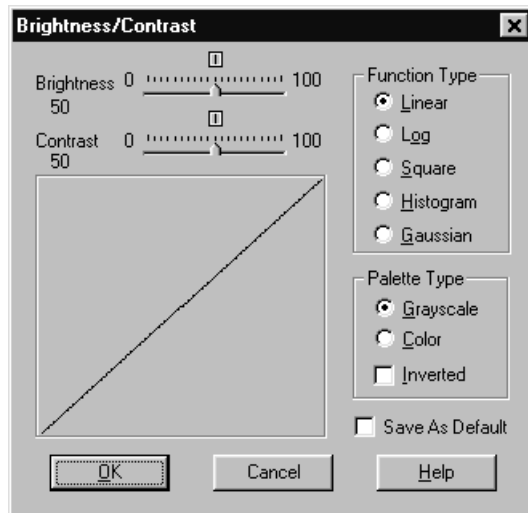 Brightness/Contrast
Brightness 0 100
50
Contrast 0 100
50
Function Type
Linear
Log
Square
Histogram
Gaussian
Palette Type
Grayscale
Color
Inverted
Save As Default
OK
Cancel
Help